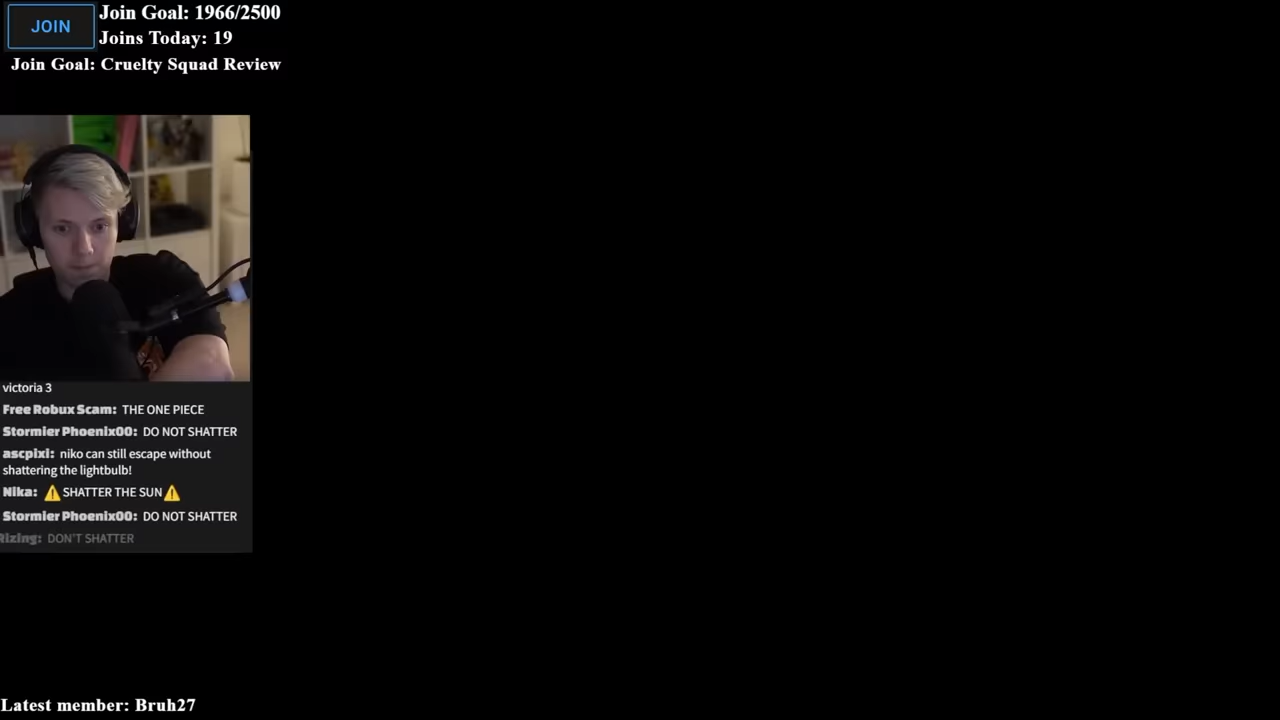 JOIN
Join Goal: 1966/2500
Joins Today: 19
Join Goal: Cruelty Squad Review
victoria 3
Free Robux Scam: THE ONE PIECE
Stormier Phoenix00: DO NOT SHATTER
ascpixi: niko can still escape without
shattering the lightbulb!
Nika: ⚠️SHATTER THE SUN⚠️
Stormier Phoenix00: DO NOT SHATTER
Rizing: DON'T SHATTER
Latest member: Bruh27